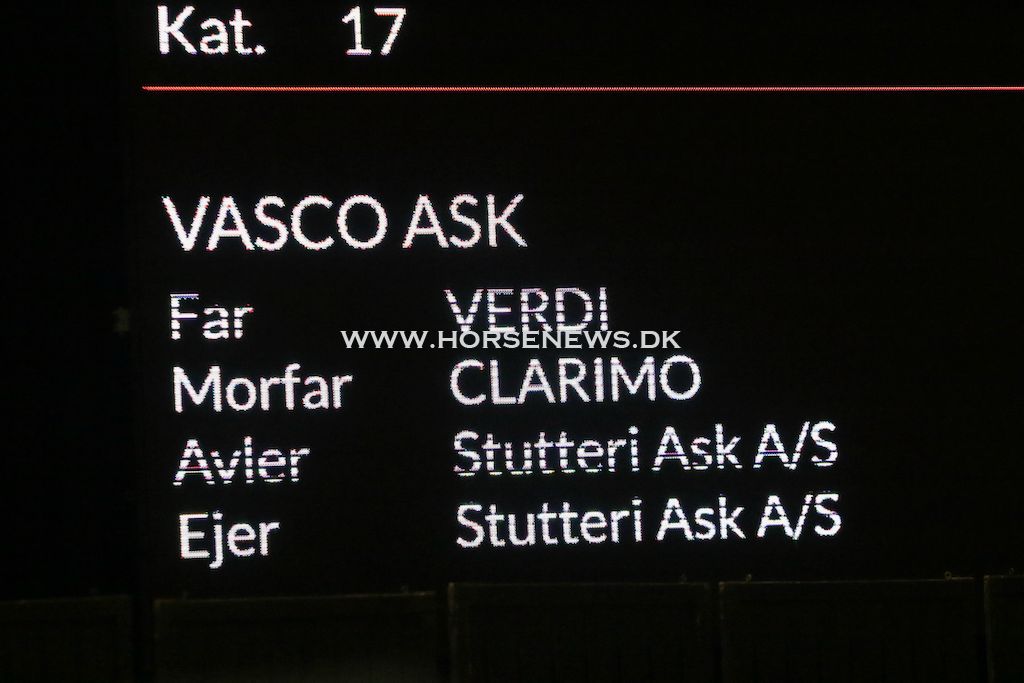 Kat. 17
VASCO ASK
Far VERDI
WWW.HORSENEWS.DK
Morfar CLARIMO
Avler Stutteri Ask A/S
Ejer Stutteri Ask A/S